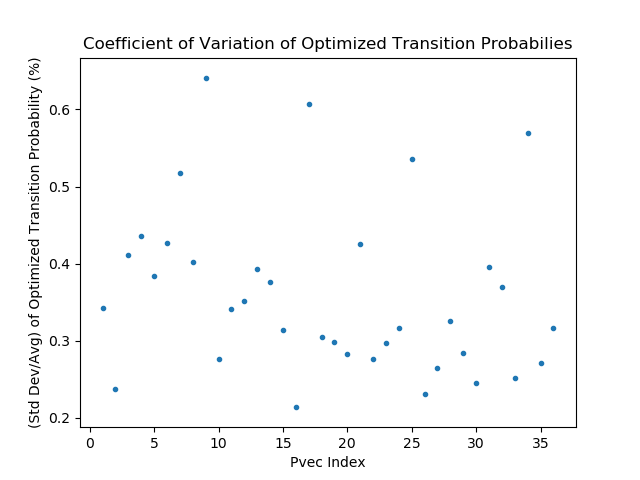 Coefficient of Variation of Optimized Transition Probabilies
(Std Dev/Avg) of Optimized Transition Probability (%)
0.6
0.5
0.4
0.3
0.2
0 5 10 15 20 25 30 35
Pvec Index